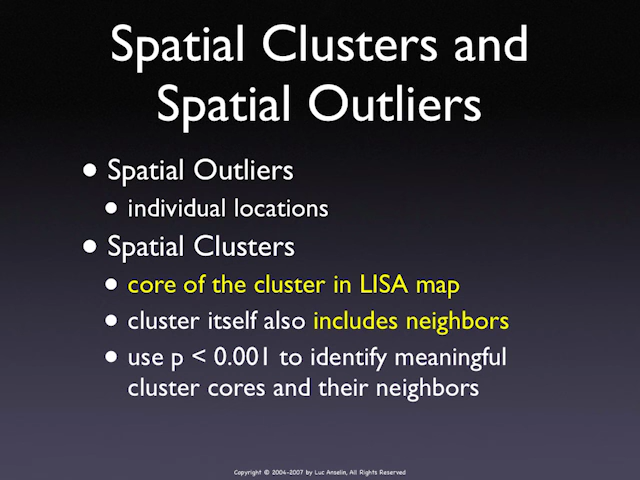 Spatial Clusters and
Spatial Outliers
• Spatial Outliers
• individual locations
• Spatial Clusters
• core of the cluster in LISA map
• cluster itself also includes neighbors
• use p < 0.001 to identify meaningful
cluster cores and their neighbors
Copyright © 2004-2007 by Luc Anselin, All Rights Reserved